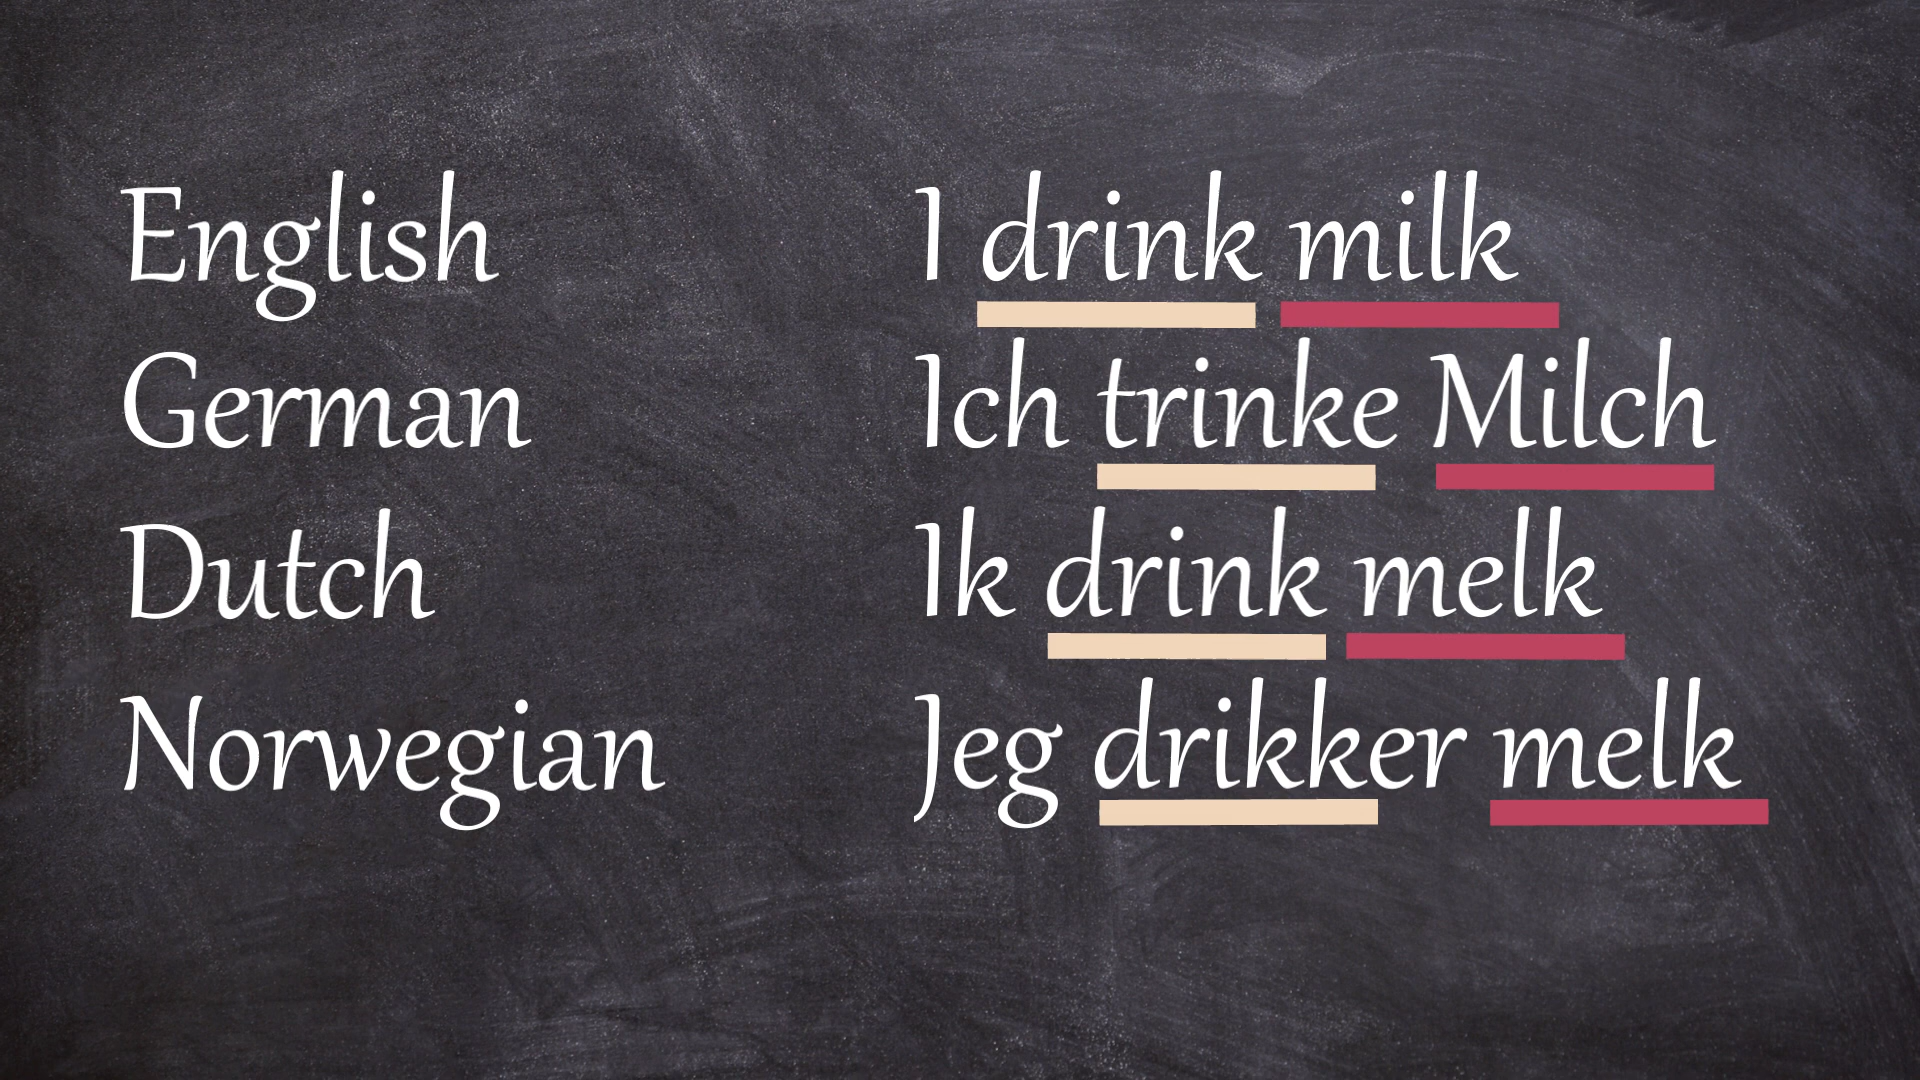 English I drink milk
German Ich trinke Milch
Dutch Ik drink melk
Norwegian Jeg drikker melk